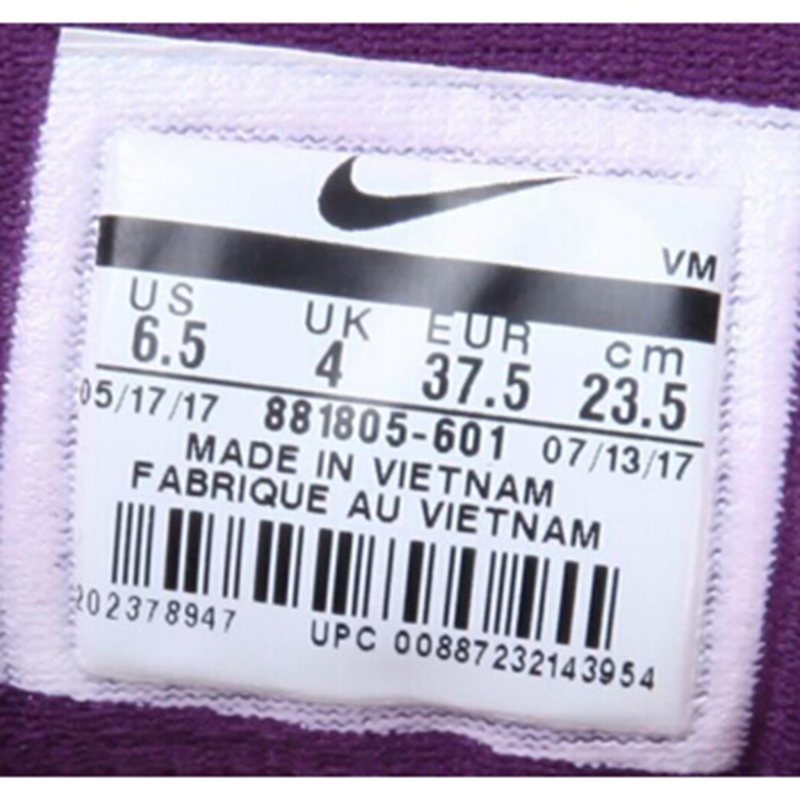 VM
US UK EUR cm
6.5 4 37.5 23.5
05/17/17 881805-601 07/13/17
MADE IN VIETNAM
FABRIQUE AU VIETNAM
202378947 UPC 00887232143954